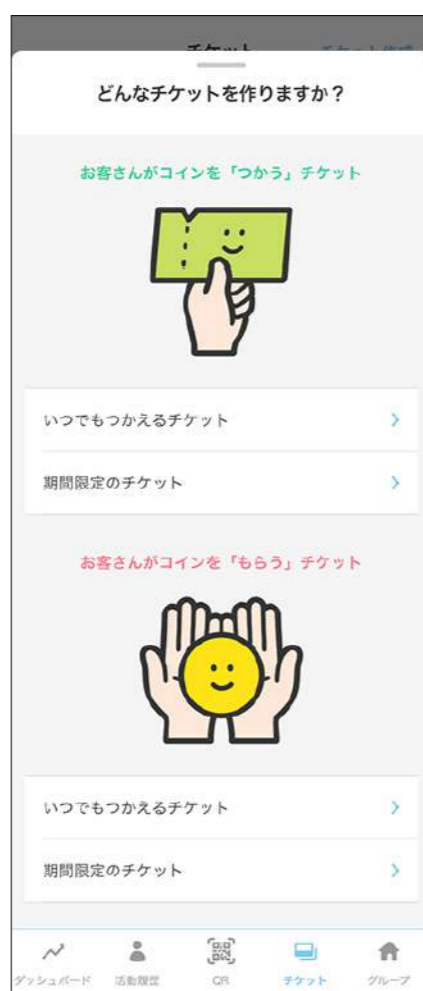 どんなチケットを作りますか？
お客さんがコインを「つかう」チケット
いつでもつかえるチケット
期間限定のチケット
お客さんがコインを「もらう」チケット
いつでもつかえるチケット
期間限定のチケット
ダッシュボード 活動履歴 QR チケット グループ